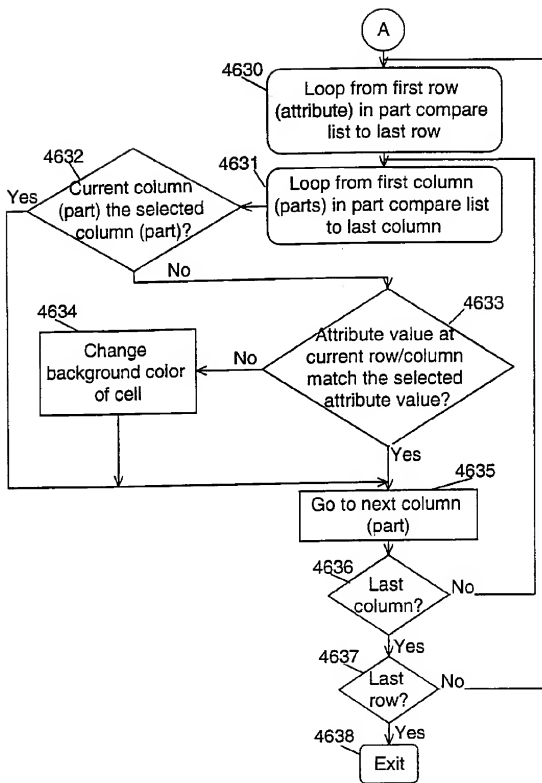 A
4630
Loop from first row
(attribute) in part compare
list to last row
4632
Yes
Current column
(part) the selected
column (part)?
4631
Loop from first column
(parts) in part compare list
to last column
No
4634
Change
background color
of cell
No
4633
Attribute value at
current row/column
match the selected
attribute value?
Yes
4635
Go to next column
(part)
4636
Last
column?
No
Yes
4637
Last
row?
No
Yes
4638
Exit